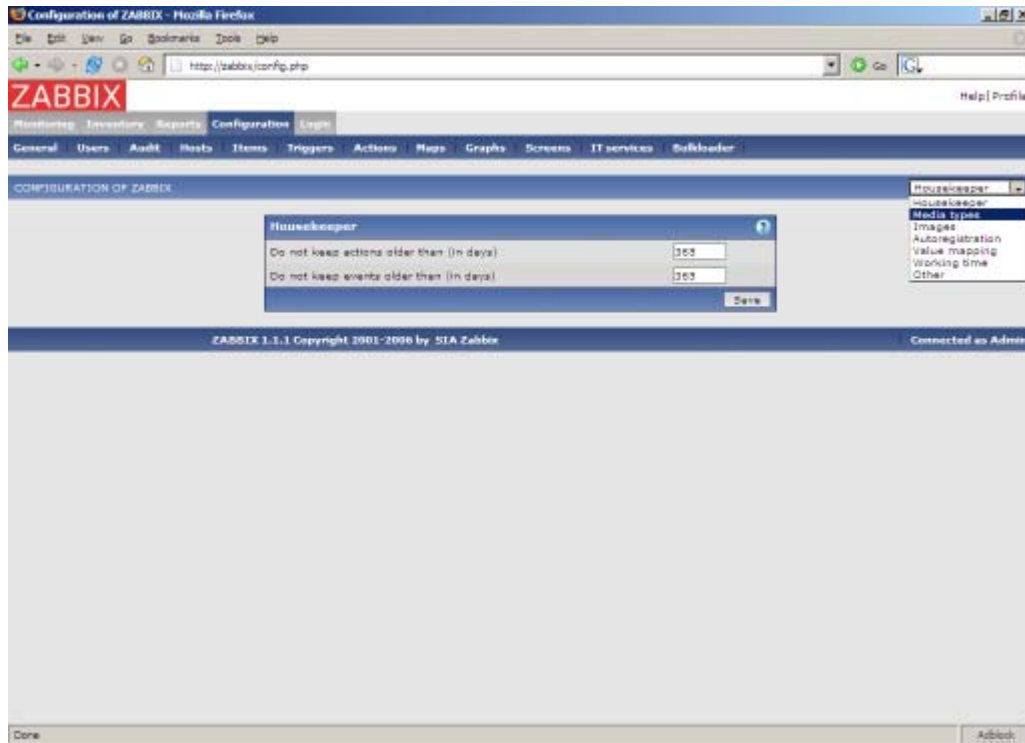 Configuration of ZABBIX - Mozilla Firefox
File Edit View Go Bookmarks Tools Help
http://zabbix/config.php Go
ZABBIX
Help | Profile
Monitoring Inventory Reports Configuration Login
General Users Audit Hosts Items Triggers Actions Maps Graphs Screens IT services Bulkloader
CONFIGURATION OF ZABBIX
Housekeeper
Housekeeper
Media types
Images
Autoregistration
Value mapping
Working time
Other
Housekeeper
Do not keep actions older than (in days)
Do not keep events older than (in days)
Save
ZABBIX 1.1.1 Copyright 2001-2006 by SIA Zabbix Connected as Admin
Done Adblock